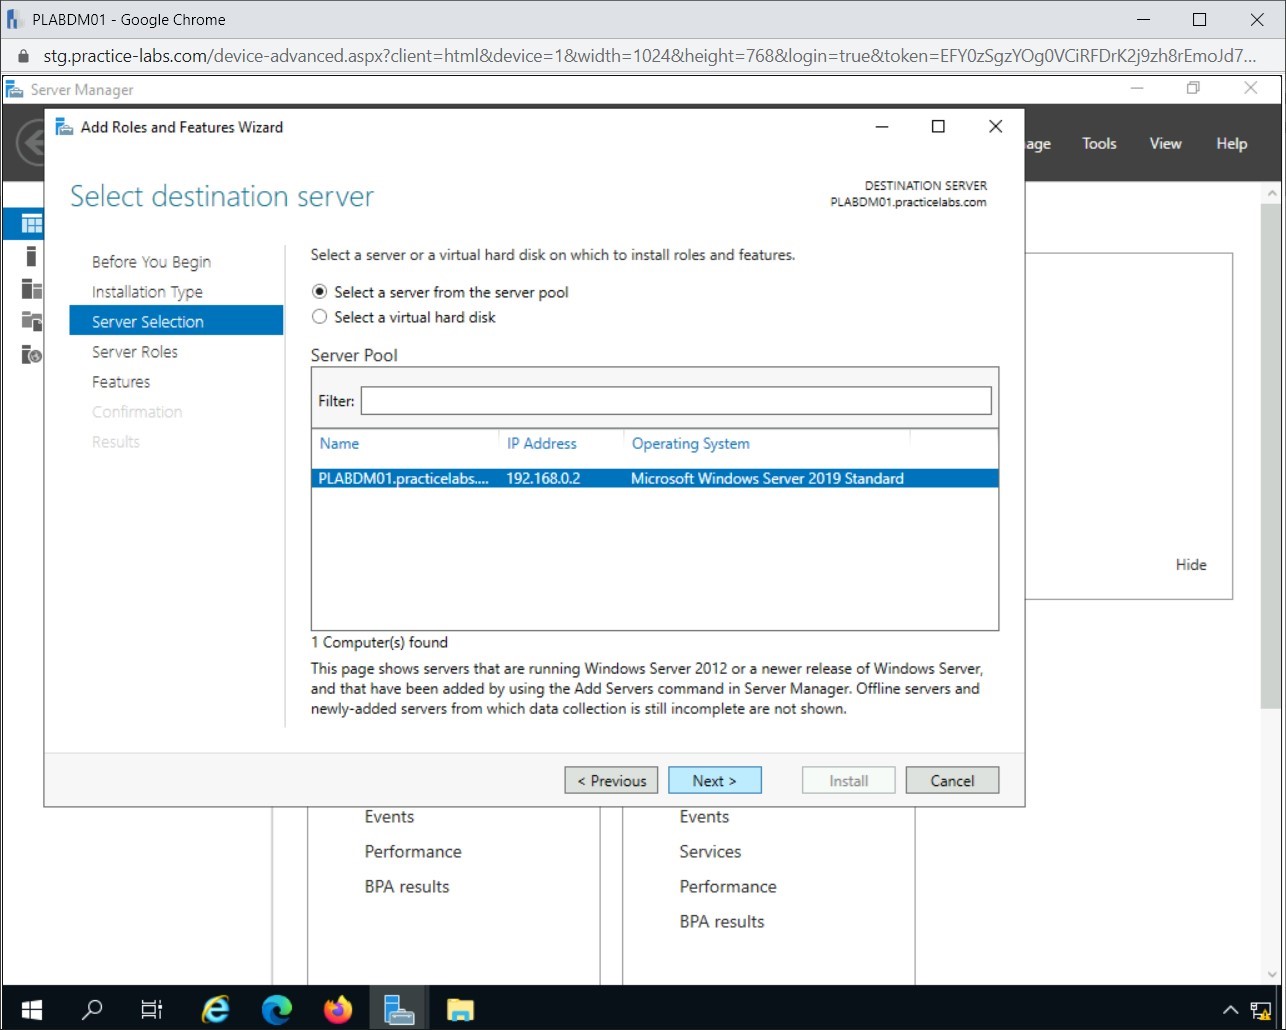 PLABDM01 - Google Chrome
stg.practice-labs.com/device-advanced.aspx?client=html&device=1&width=1024&height=768&login=true&token=EFY0zSgzYOg0VCiRFDrK2j9zh8rEmoJd7...
Server Manager
Add Roles and Features Wizard
age Tools View Help
Select destination server
DESTINATION SERVER
PLABDM01.practicelabs.com
Before You Begin
Installation Type
Server Selection
Server Roles
Features
Confirmation
Results
Select a server or a virtual hard disk on which to install roles and features.
Select a server from the server pool
Select a virtual hard disk
Server Pool
Filter:
Name IP Address Operating System
PLABDM01.practicelabs.... 192.168.0.2 Microsoft Windows Server 2019 Standard
1 Computer(s) found
This page shows servers that are running Windows Server 2012 or a newer release of Windows Server,
and that have been added by using the Add Servers command in Server Manager. Offline servers and
newly-added servers from which data collection is still incomplete are not shown.
< Previous Next > Install Cancel
Hide
Events
Performance
BPA results
Events
Services
Performance
BPA results